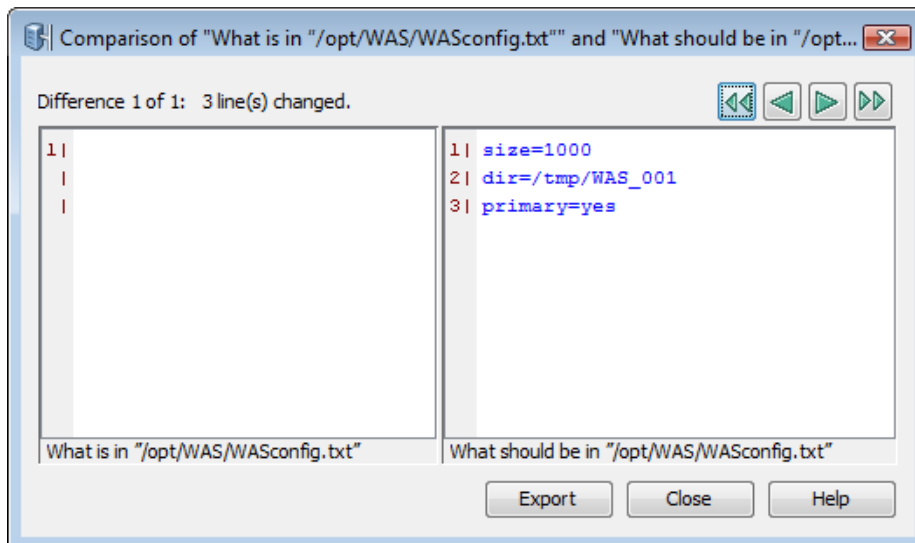 Comparison of "What is in "/opt/WAS/WASconfig.txt"" and "What should be in "/opt...
Difference 1 of 1: 3 line(s) changed.
1|
|
|
1| size=1000
2| dir=/tmp/WAS_001
3| primary=yes
What is in "/opt/WAS/WASconfig.txt"
What should be in "/opt/WAS/WASconfig.txt"
Export
Close
Help